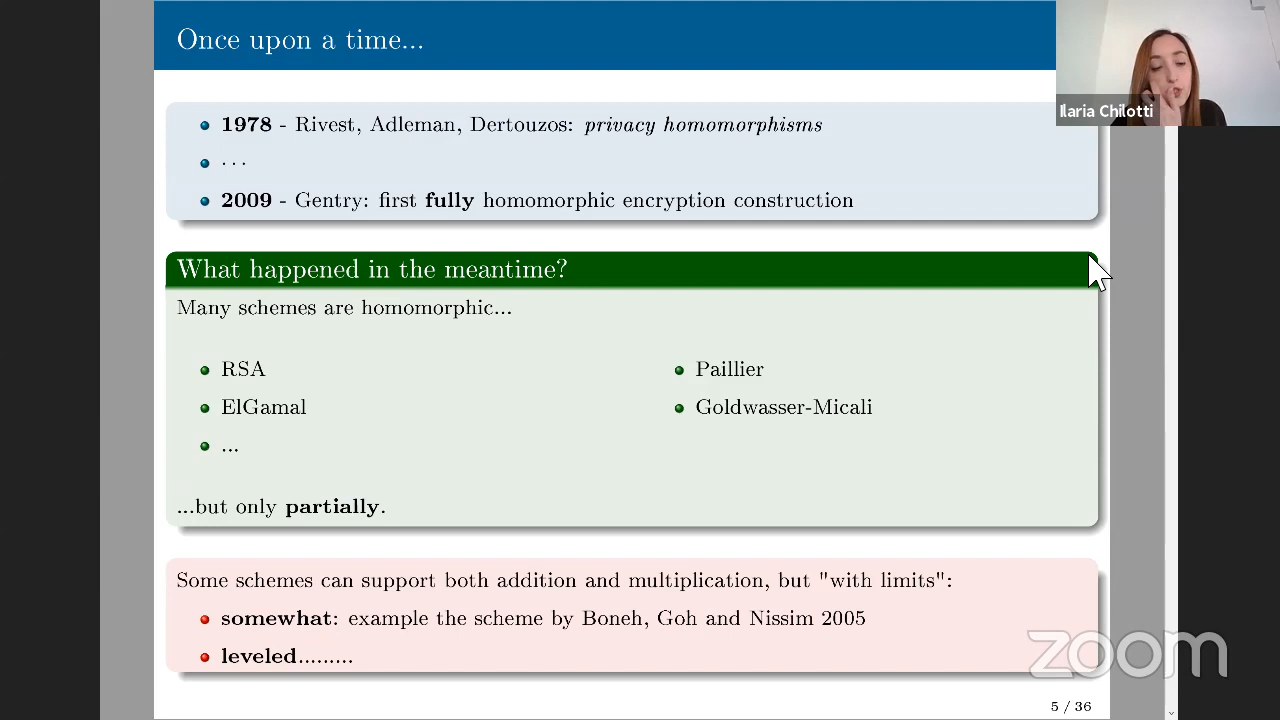 Once upon a time...
Ilaria Chilotti
1978 - Rivest, Adleman, Dertouzos: privacy homomorphisms
...
2009 - Gentry: first fully homomorphic encryption construction
What happened in the meantime?
Many schemes are homomorphic...
RSA
Paillier
ElGamal
Goldwasser-Micali
...
...but only partially.
Some schemes can support both addition and multiplication, but "with limits":
somewhat: example the scheme by Boneh, Goh and Nissim 2005
leveled.........
zoom
5 / 36